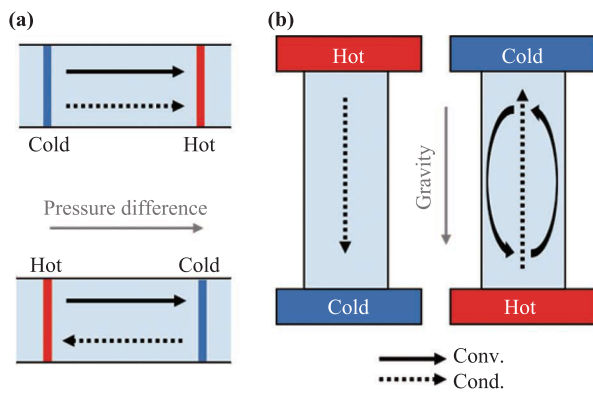 (a)
Cold Hot
Pressure difference
Hot Cold
(b)
Hot Cold
Gravity
Cold Hot
Conv.
Cond.